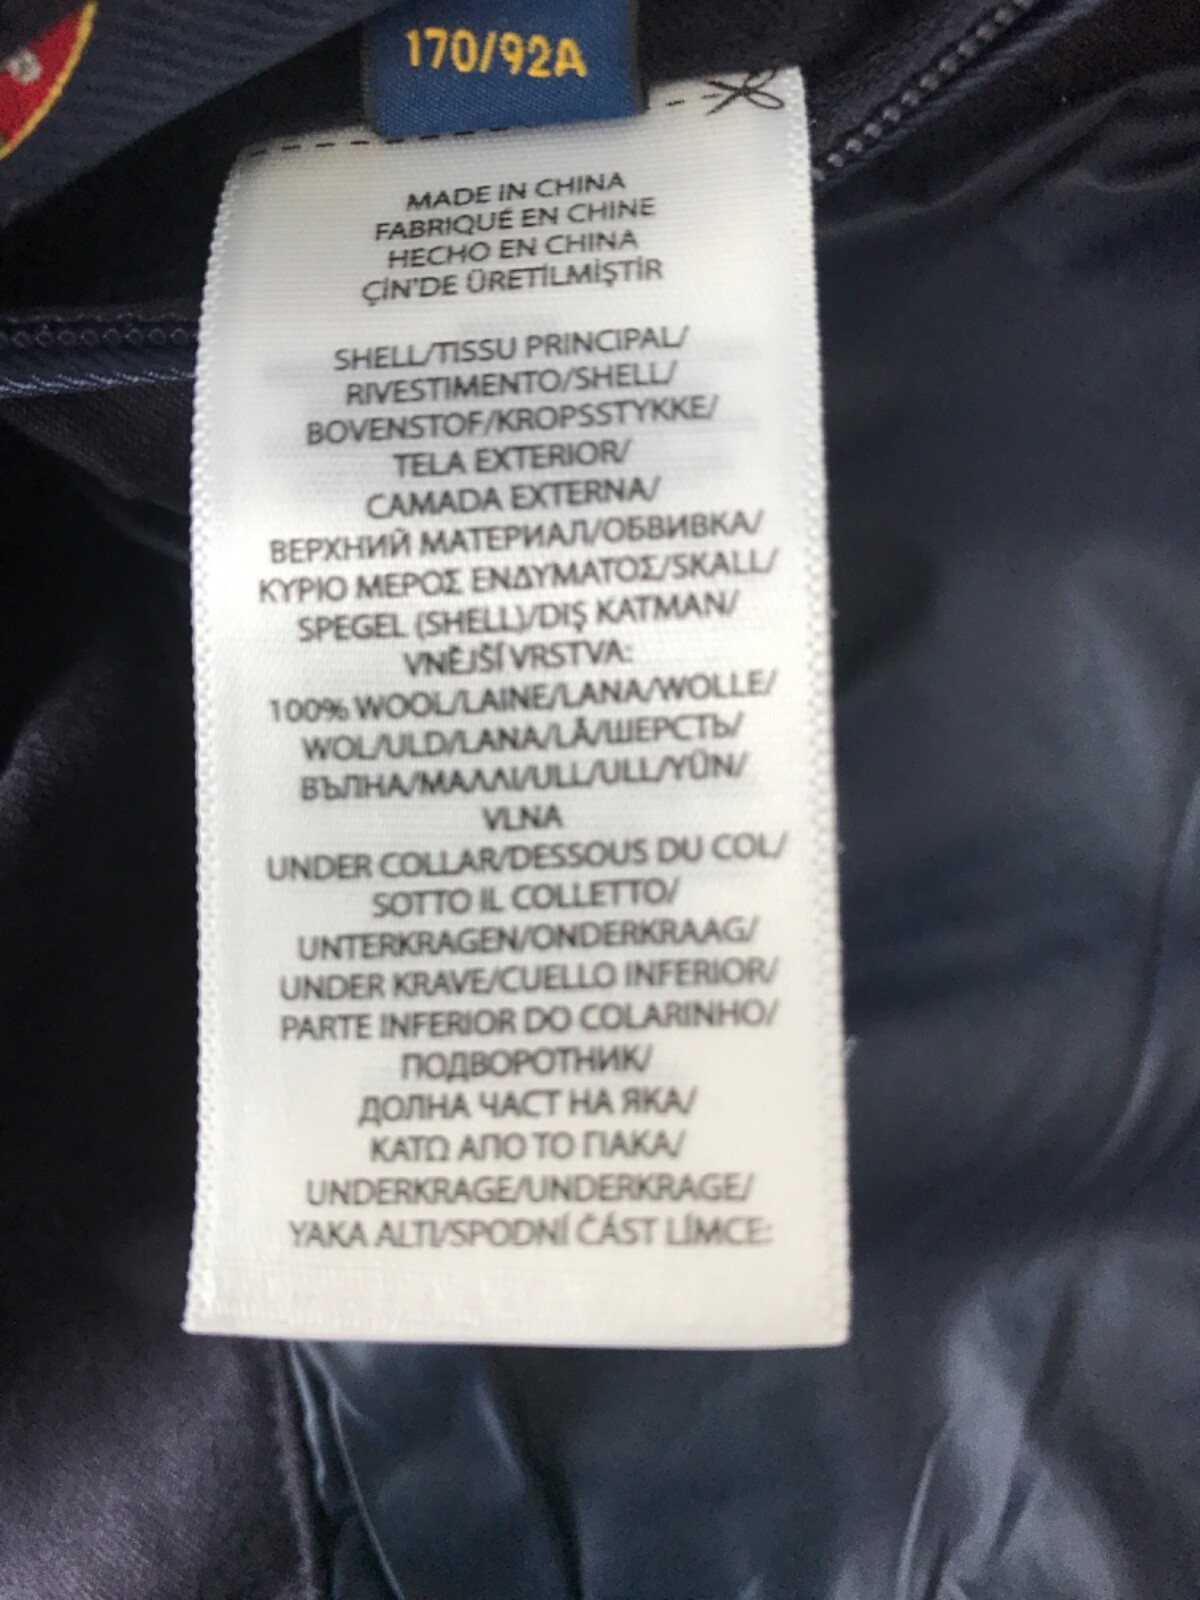 170/92A
MADE IN CHINA
FABRIQUÉ EN CHINE
HECHO EN CHINA
ÇİN'DE ÜRETİLMİŞTİR
SHELL/TISSU PRINCIPAL/
RIVESTIMENTO/SHELL/
BOVENSTOF/KROPSSTYKKE/
TELA EXTERIOR/
CAMADA EXTERNA/
ВЕРХНИЙ МАТЕРИАЛ/ОБВИВКА/
ΚΥΡΙΟ ΜΕΡΟΣ ΕΝΔΥΜΑΤΟΣ/SKALL/
SPEGEL (SHELL)/DIŞ KATMAN/
VNĚJŠÍ VRSTVA:
100% WOOL/LAINE/LANA/WOLLE/
WOL/ULD/LANA/LÃ/ШЕРСТЬ/
ВЪЛНА/ΜΑΛΛΙ/ULL/ULL/YÜN/
VLNA
UNDER COLLAR/DESSOUS DU COL/
SOTTO IL COLLETTO/
UNTERKRAGEN/ONDERKRAAG/
UNDER KRAVE/CUELLO INFERIOR/
PARTE INFERIOR DO COLARINHO/
ПОДВОРОТНИК/
ДОЛНА ЧАСТ НА ЯКА/
ΚΑΤΩ ΑΠΟ ΤΟ ΓΙΑΚΑ/
UNDERKRAGE/UNDERKRAGE/
YAKA ALTI/SPODNÍ ČÁST LÍMCE: